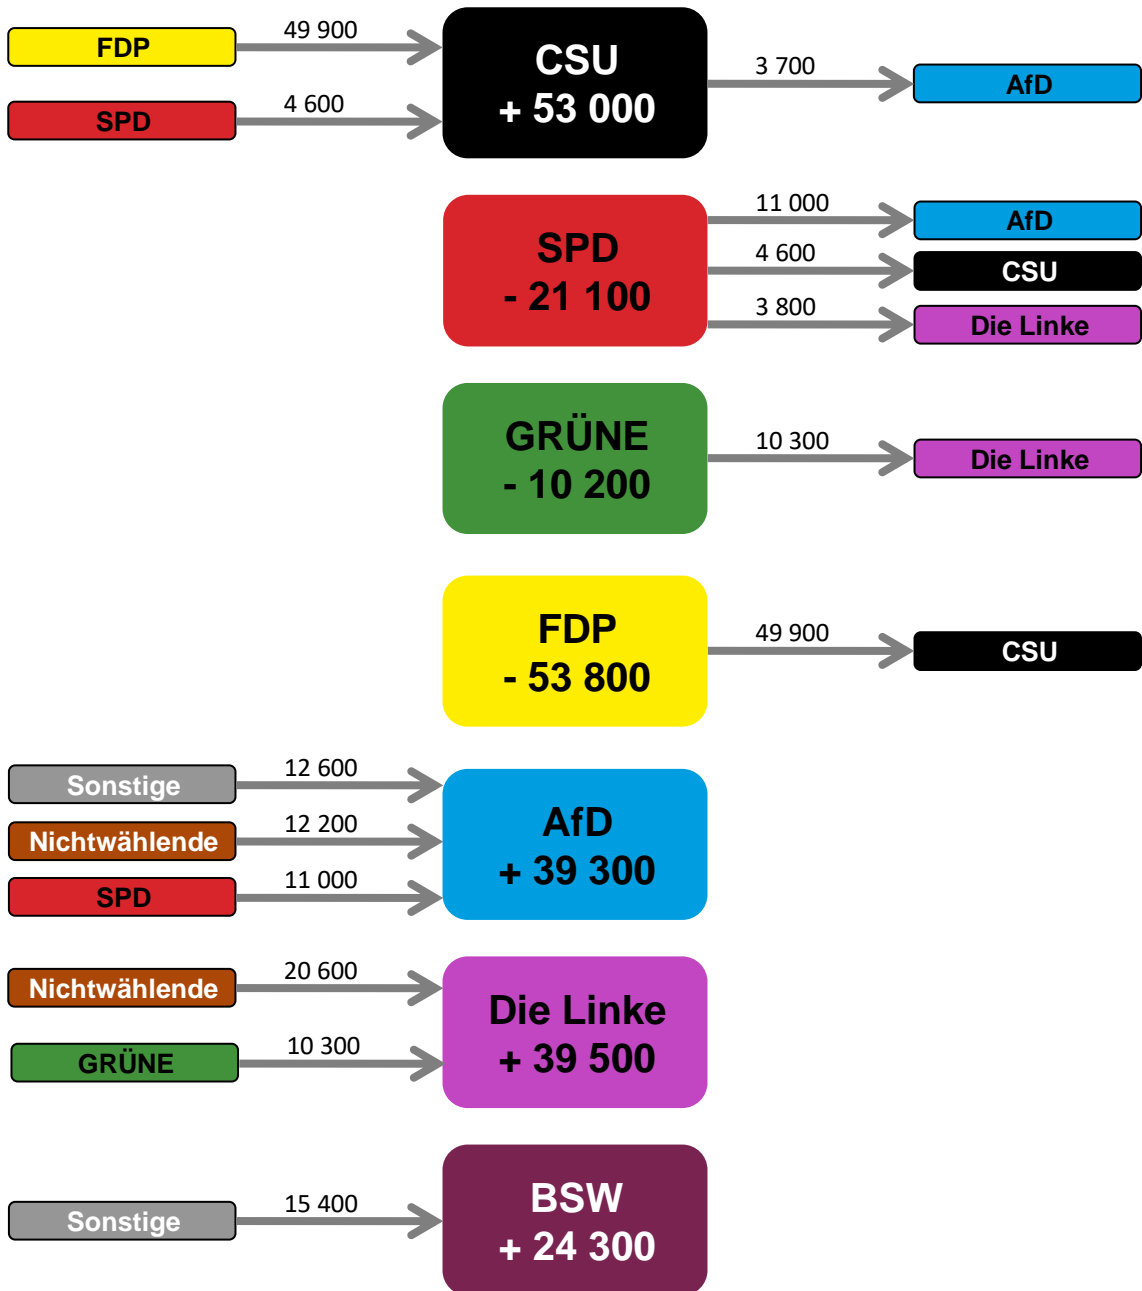 FDP
49 900
SPD
4 600
CSU
+ 53 000
3 700
AfD
SPD
- 21 100
11 000
AfD
4 600
CSU
3 800
Die Linke
GRÜNE
- 10 200
10 300
Die Linke
FDP
- 53 800
49 900
CSU
Sonstige
12 600
Nichtwählende
12 200
SPD
11 000
AfD
+ 39 300
Nichtwählende
20 600
GRÜNE
10 300
Die Linke
+ 39 500
Sonstige
15 400
BSW
+ 24 300